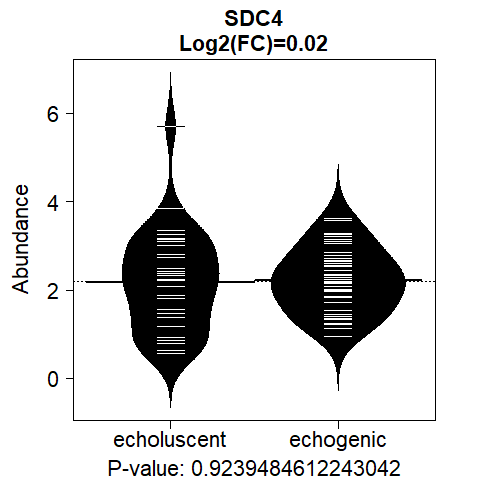 SDC4
Log2(FC)=0.02
Abundance
6
4
2
0
echoluscent echogenic
P-value: 0.9239484612243042